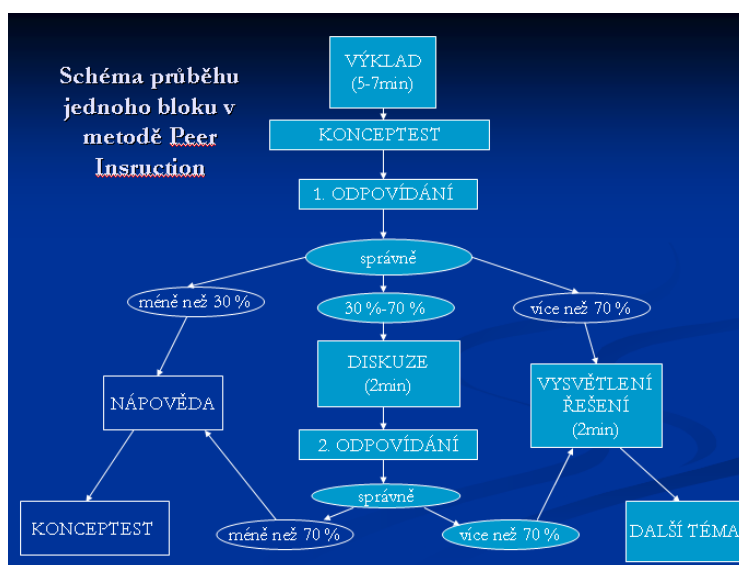 Schéma průběhu
jednoho bloku v
metodě Peer
Insruction
VÝKLAD
(5-7min)
KONCEPTEST
1. ODPOVÍDÁNÍ
správně
méně než 30 %
30 %-70 %
více než 70 %
DISKUZE
(2min)
NÁPOVĚDA
VYSVĚTLENÍ
ŘEŠENÍ
(2min)
2. ODPOVÍDÁNÍ
správně
KONCEPTEST
méně než 70 %
více než 70 %
DALŠÍ TÉMA